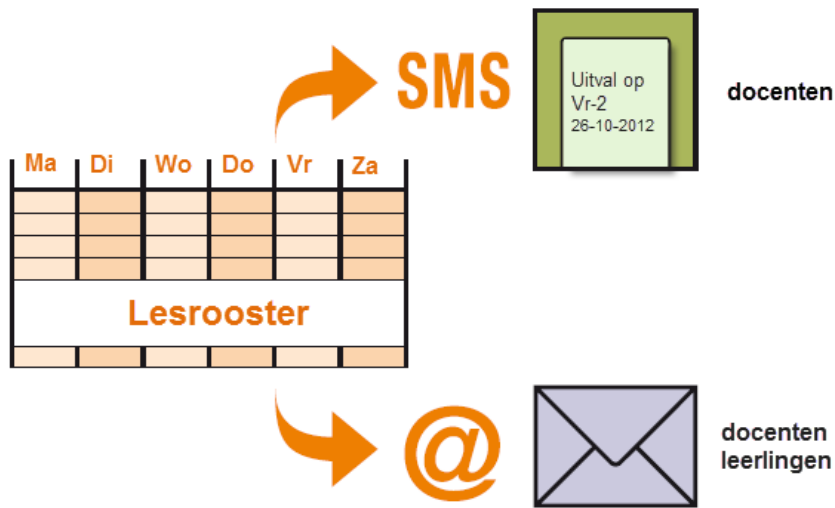 SMS
Uitval op
Vr-2
26-10-2012
docenten
Ma Di Wo Do Vr Za
Lesrooster
@
docenten
leerlingen